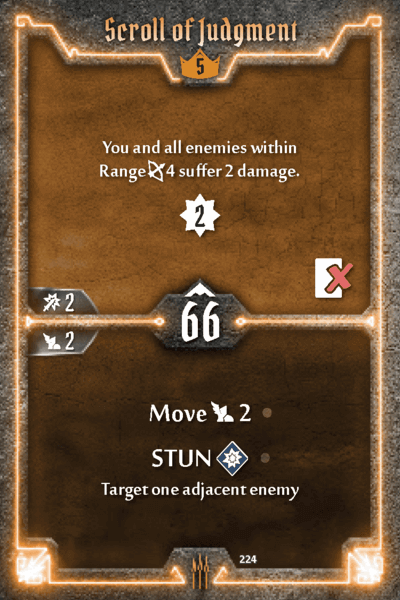 Scroll of Judgment
5
You and all enemies within
Range 4 suffer 2 damage.
2
2
66
2
Move 2
STUN
Target one adjacent enemy
224